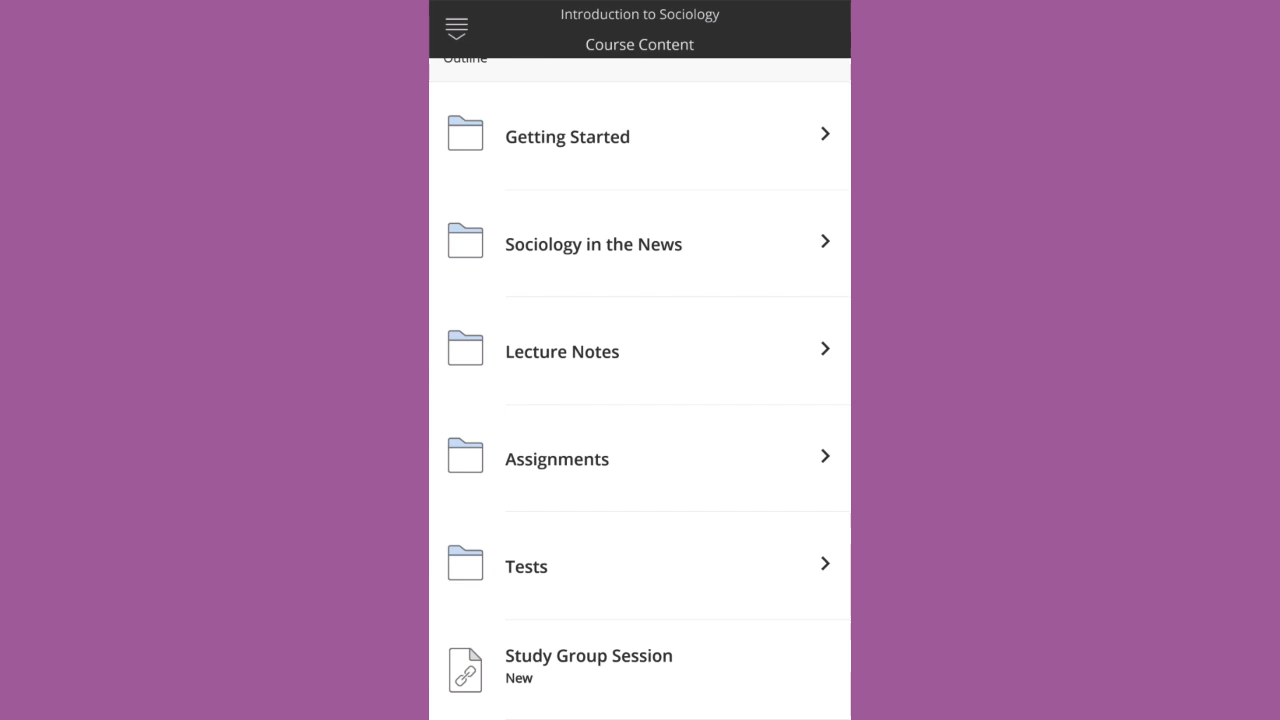 Introduction to Sociology
Course Content
Outline
Getting Started
Sociology in the News
Lecture Notes
Assignments
Tests
Study Group Session
New